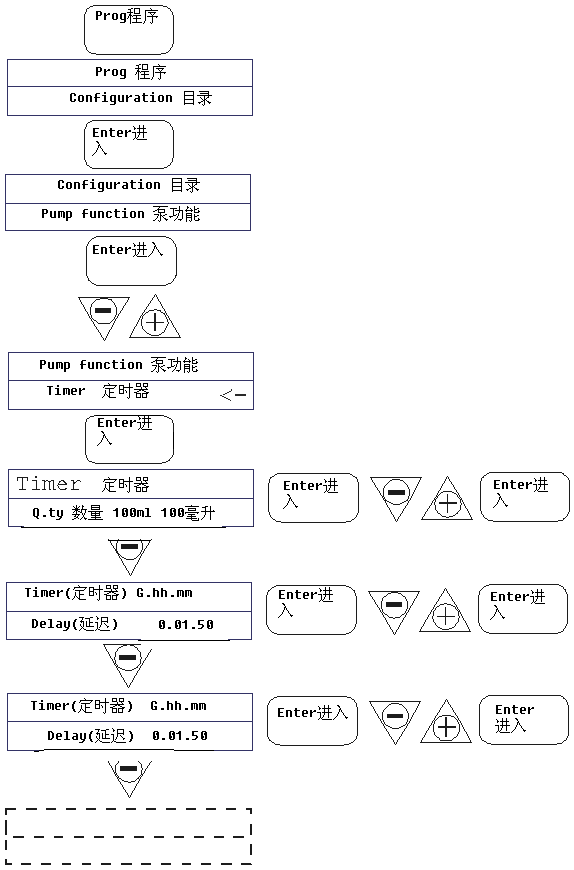 Prog程序
Prog 程序
Configuration 目录
Enter进
入
Configuration 目录
Pump function 泵功能
Enter进入
Pump function 泵功能
Timer 定时器 <-
Enter进
入
Timer 定时器
Q.ty 数量 100ml 100毫升
Enter进
入
Enter进
入
Timer(定时器) G.hh.mm
Delay(延迟) 0.01.50
Enter进
入
Enter进
入
Timer(定时器) G.hh.mm
Delay(延迟) 0.01.50
Enter进入
Enter
进入